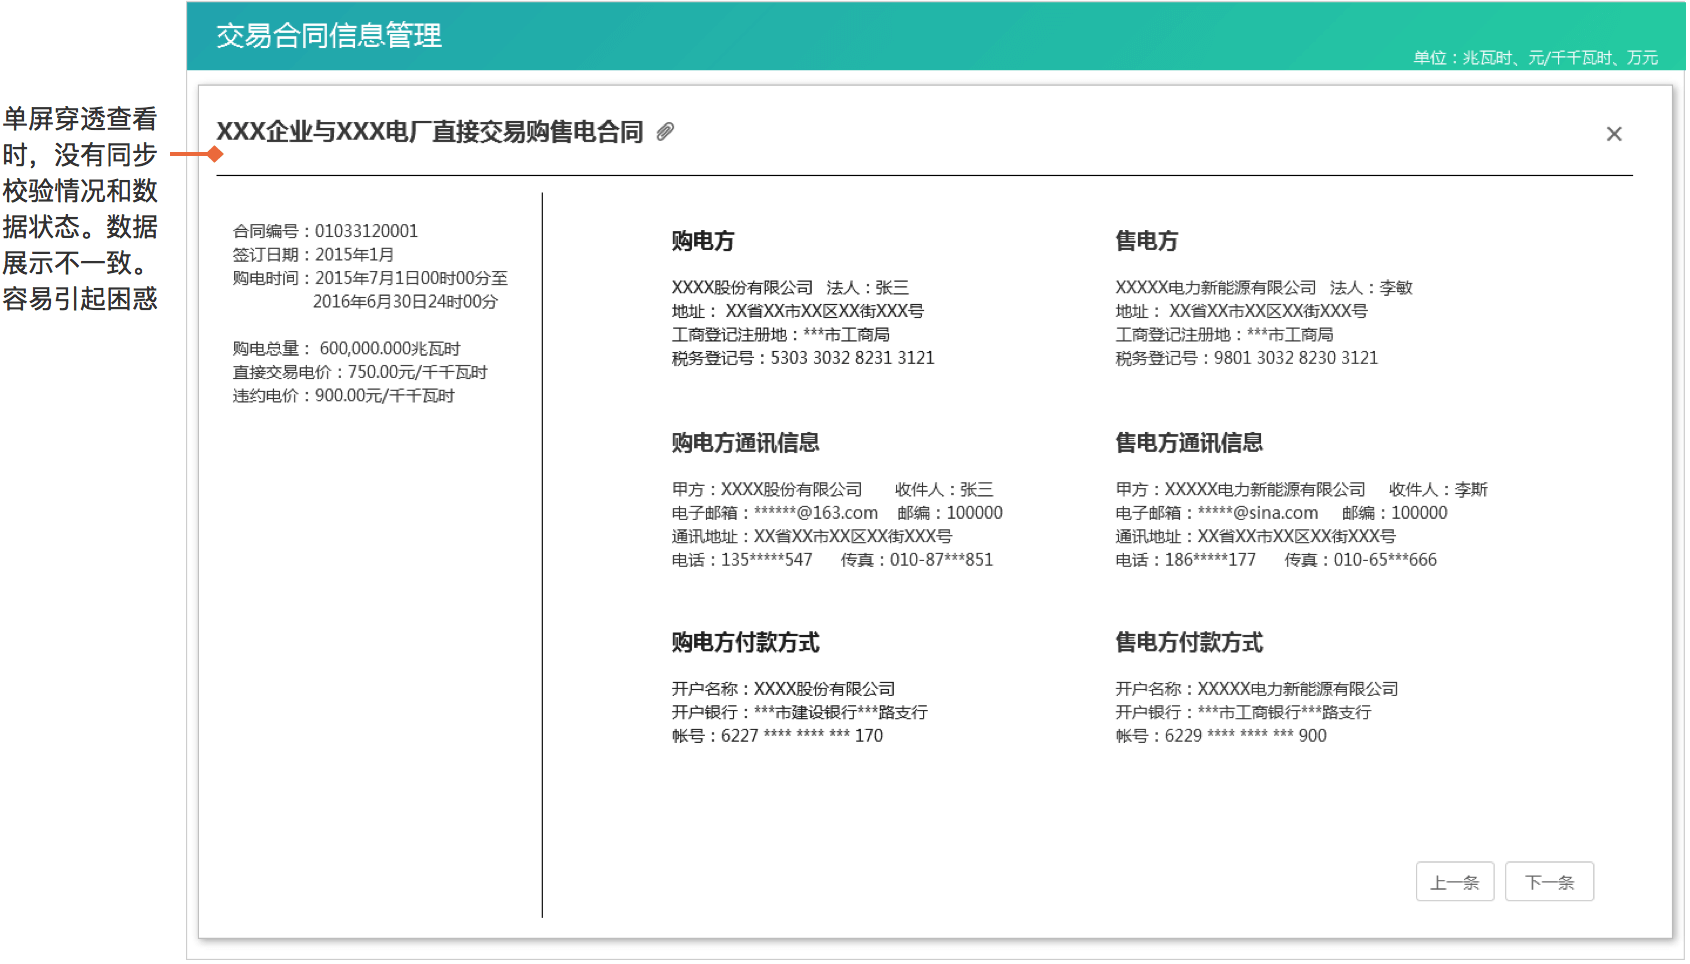 交易合同信息管理
单位：兆瓦时、元/千千瓦时、万元
单屏穿透查看
时，没有同步
校验情况和数
据状态。数据
展示不一致。
容易引起困惑
XXX企业与XXX电厂直接交易购售电合同
合同编号：01033120001
签订日期：2015年1月
购电时间：2015年7月1日00时00分至
2016年6月30日24时00分
购电总量： 600,000.000兆瓦时
直接交易电价：750.00元/千千瓦时
违约电价：900.00元/千千瓦时
购电方
XXXX股份有限公司 法人：张三
地址： XX省XX市XX区XX街XXX号
工商登记注册地：***市工商局
税务登记号：5303 3032 8231 3121
售电方
XXXXX电力新能源有限公司 法人：李敏
地址： XX省XX市XX区XX街XXX号
工商登记注册地：***市工商局
税务登记号：9801 3032 8230 3121
购电方通讯信息
甲方：XXXX股份有限公司 收件人：张三
电子邮箱：******@163.com 邮编：100000
通讯地址：XX省XX市XX区XX街XXX号
电话：135*****547 传真：010-87***851
售电方通讯信息
甲方：XXXXX电力新能源有限公司 收件人：李斯
电子邮箱：*****@sina.com 邮编：100000
通讯地址：XX省XX市XX区XX街XXX号
电话：186*****177 传真：010-65***666
购电方付款方式
开户名称：XXXX股份有限公司
开户银行：***市建设银行***路支行
帐号：6227 **** **** *** 170
售电方付款方式
开户名称：XXXXX电力新能源有限公司
开户银行：***市工商银行***路支行
帐号：6229 **** **** *** 900
上一条
下一条